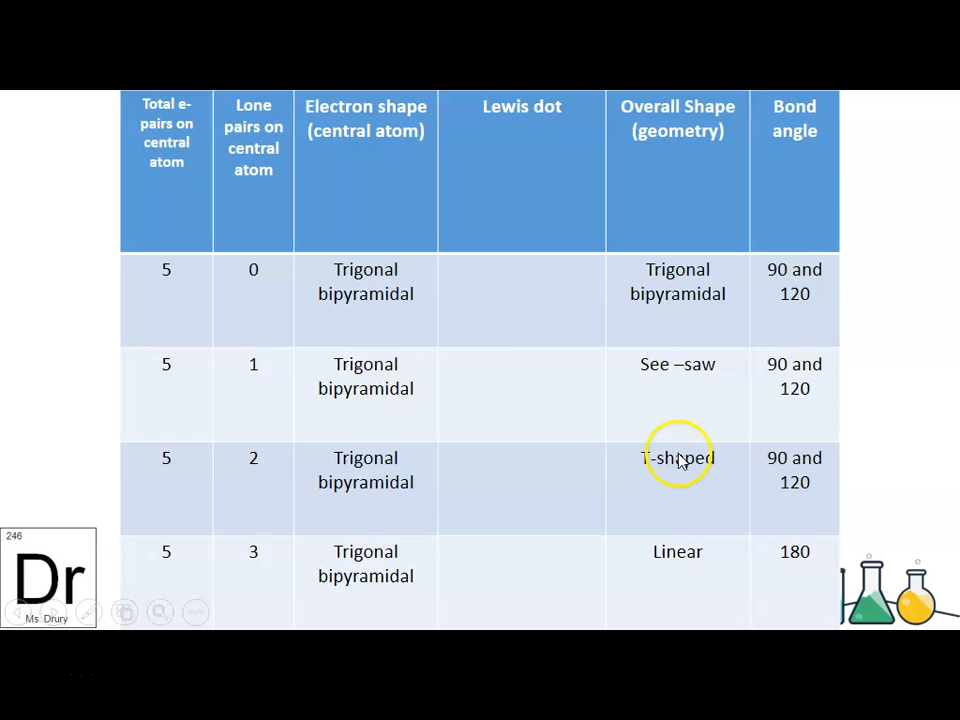 Total e-
pairs on
central
atom
Lone
pairs on
central
atom
Electron shape
(central atom)
Lewis dot
Overall Shape
(geometry)
Bond
angle
5
0
Trigonal
bipyramidal
Trigonal
bipyramidal
90 and
120
5
1
Trigonal
bipyramidal
See –saw
90 and
120
5
2
Trigonal
bipyramidal
T-shaped
90 and
120
5
3
Trigonal
bipyramidal
Linear
180
246
Dr
Ms. Drury